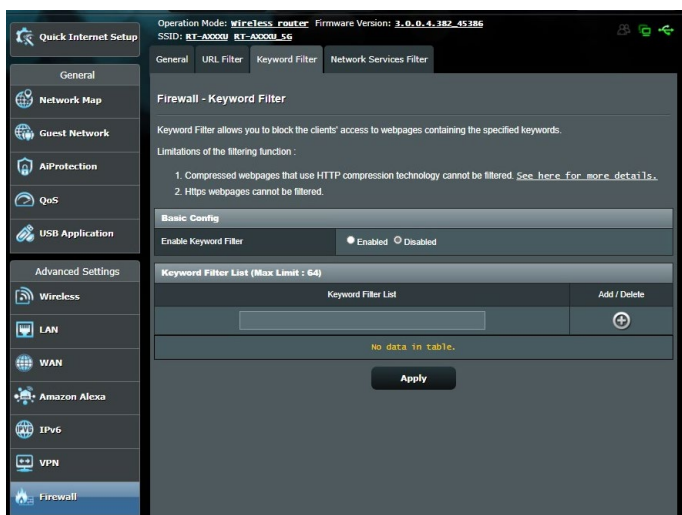 Operation Mode: Wireless router Firmware Version: 3.0.0.4.382_45386
SSID: RT-AXXXU RT-AXXXU_5G
Quick Internet Setup
General
Network Map
Guest Network
AiProtection
QoS
USB Application
Advanced Settings
Wireless
LAN
WAN
Amazon Alexa
IPv6
VPN
Firewall
General URL Filter Keyword Filter Network Services Filter
Firewall - Keyword Filter
Keyword Filter allows you to block the clients' access to webpages containing the specified keywords.
Limitations of the filtering function :
1. Compressed webpages that use HTTP compression technology cannot be filtered. See here for more details.
2. Https webpages cannot be filtered.
Basic Config
Enable Keyword Filter Enabled Disabled
Keyword Filter List (Max Limit : 64)
Keyword Filter List Add / Delete
No data in table.
Apply